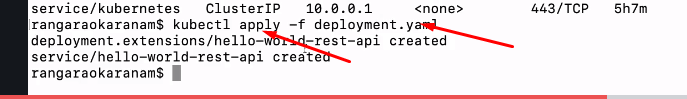 service/kubernetes ClusterIP 10.0.0.1 <none> 443/TCP 5h7m
rangaraokaranam$ kubectl apply -f deployment.yaml
deployment.extensions/hello-world-rest-api created
service/hello-world-rest-api created
rangaraokaranam$